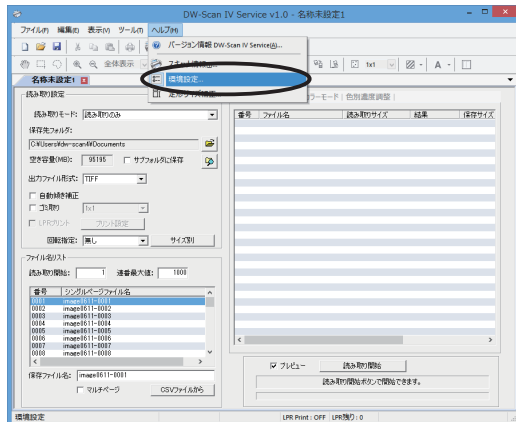 DW-Scan IV Service v1.0 - 名称未設定1
ファイル(F) 編集(E) 表示(V) ツール(T) ヘルプ(H)
バージョン情報 DW-Scan IV Service(A)...
環境設定...
全体表示
1x1
名称未設定1
読み取り設定
読み取りモード: 読み取りのみ
保存先フォルダ:
C:¥Users¥dw-scan4¥Documents
空き容量(MB): 95195 サブフォルダに保存
出力ファイル形式: TIFF
自動傾き補正
ゴミ取り 1x1
LPRプリント プリント設定
回転指定: 無し サイズ別
カラーモード 色別濃度調整
番号 ファイル名 読み取りサイズ 結果 保存サイズ
ファイル名リスト
読み取り開始: 1 連番最大値: 1000
番号 シングルページファイル名
0001 image0611-0001
0002 image0611-0002
0003 image0611-0003
0004 image0611-0004
0005 image0611-0005
0006 image0611-0006
0007 image0611-0007
0008 image0611-0008
保存ファイル名: image0611-0001
マルチページ CSVファイルから
プレビュー 読み取り開始
読み取り開始ボタンで開始できます。
環境設定 LPR Print : OFF LPR残り : 0